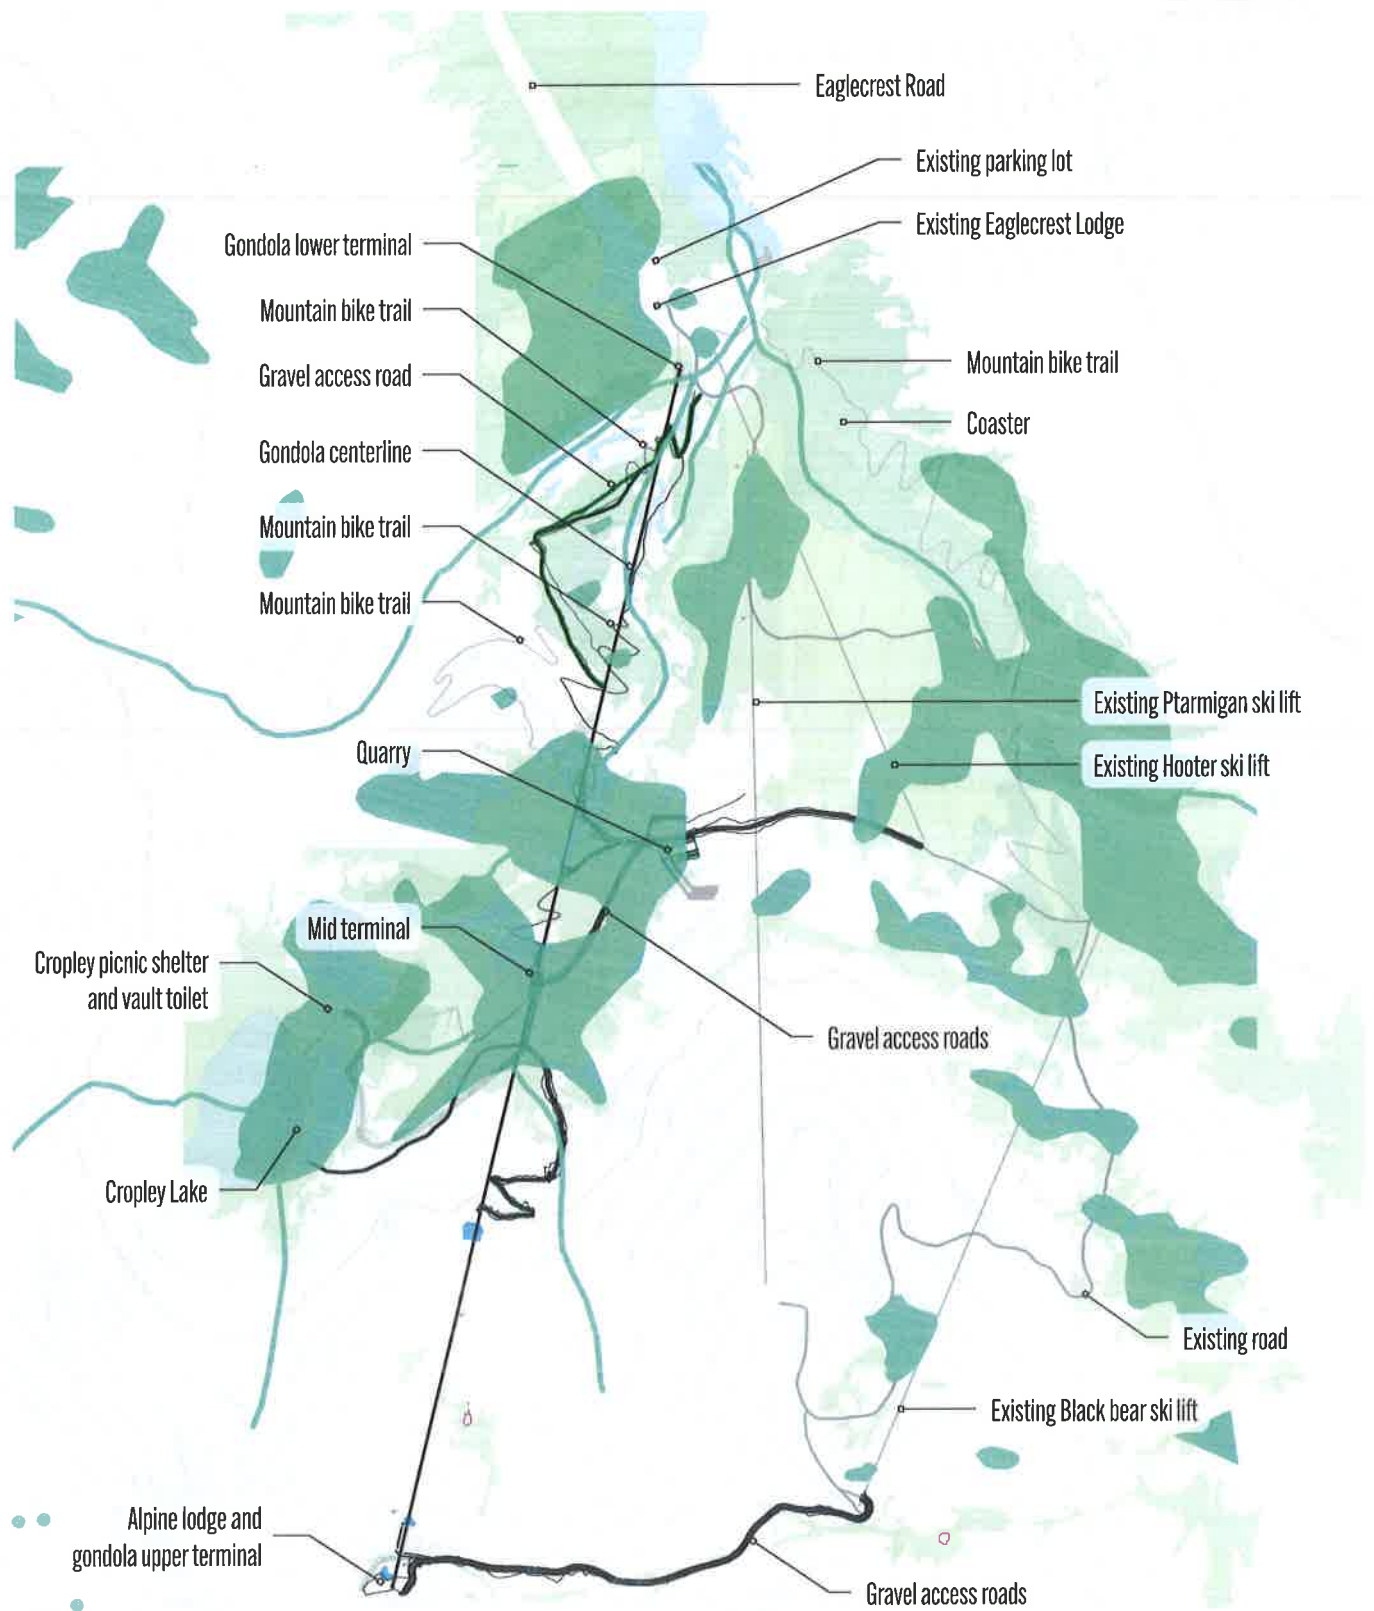 Eaglecrest Road
Existing parking lot
Existing Eaglecrest Lodge
Gondola lower terminal
Mountain bike trail
Gravel access road
Gondola centerline
Mountain bike trail
Mountain bike trail
Mountain bike trail
Coaster
Existing Ptarmigan ski lift
Existing Hooter ski lift
Quarry
Mid terminal
Cropley picnic shelter
and vault toilet
Gravel access roads
Cropley Lake
Existing road
Existing Black bear ski lift
Alpine lodge and
gondola upper terminal
Gravel access roads